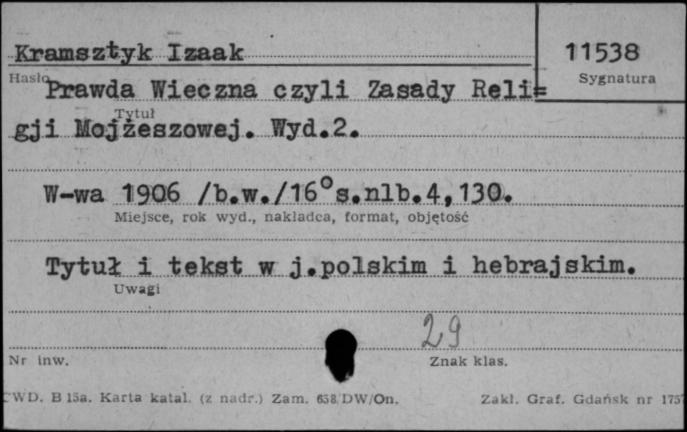 Kramsztyk Izaak
11538
Hasło
Sygnatura
Prawda Wieczna czyli Zasady Reli=
Tytuł
gji Mojżeszowej. Wyd.2.
W-wa 1906 /b.w./16°s.nlb.4,130.
Miejsce, rok wyd., nakładca, format, objętość
Tytuł i tekst w j.polskim i hebrajskim.
Uwagi
29
Nr inw.
Znak klas.
CWD. B 15a. Karta katal. (z nadr.) Zam. 658/DW/On.
Zakł. Graf. Gdańsk nr 1757